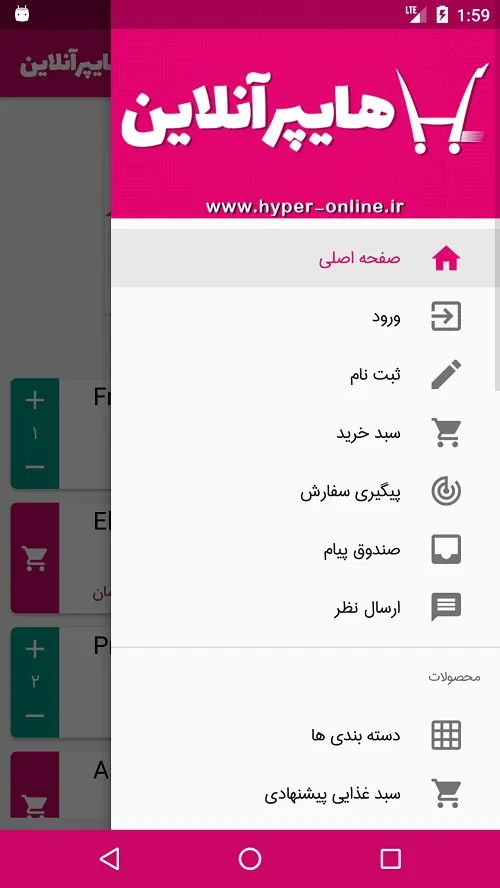 LTE 1:59
هایپرآنلاین
www.hyper-online.ir
صفحه اصلی
ورود
ثبت نام
سبد خرید
پیگیری سفارش
صندوق پیام
ارسال نظر
محصولات
دسته بندی ها
سبد غذایی پیشنهادی
هایپرآنلاین
+
۱
−
Fr
El
+
۲
−
Pr